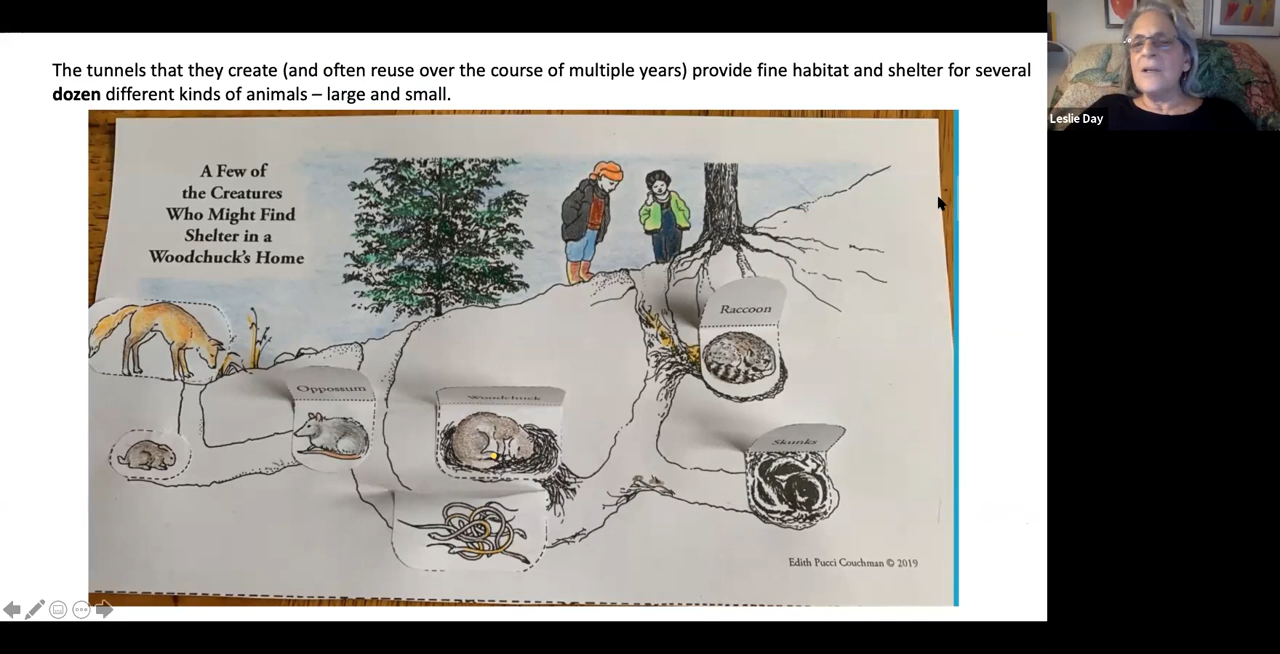 The tunnels that they create (and often reuse over the course of multiple years) provide fine habitat and shelter for several
dozen different kinds of animals – large and small.
Leslie Day
A Few of
the Creatures
Who Might Find
Shelter in a
Woodchuck's Home
Raccoon
Oppossum
Woodchuck
Skunks
Edith Pucci Couchman © 2019